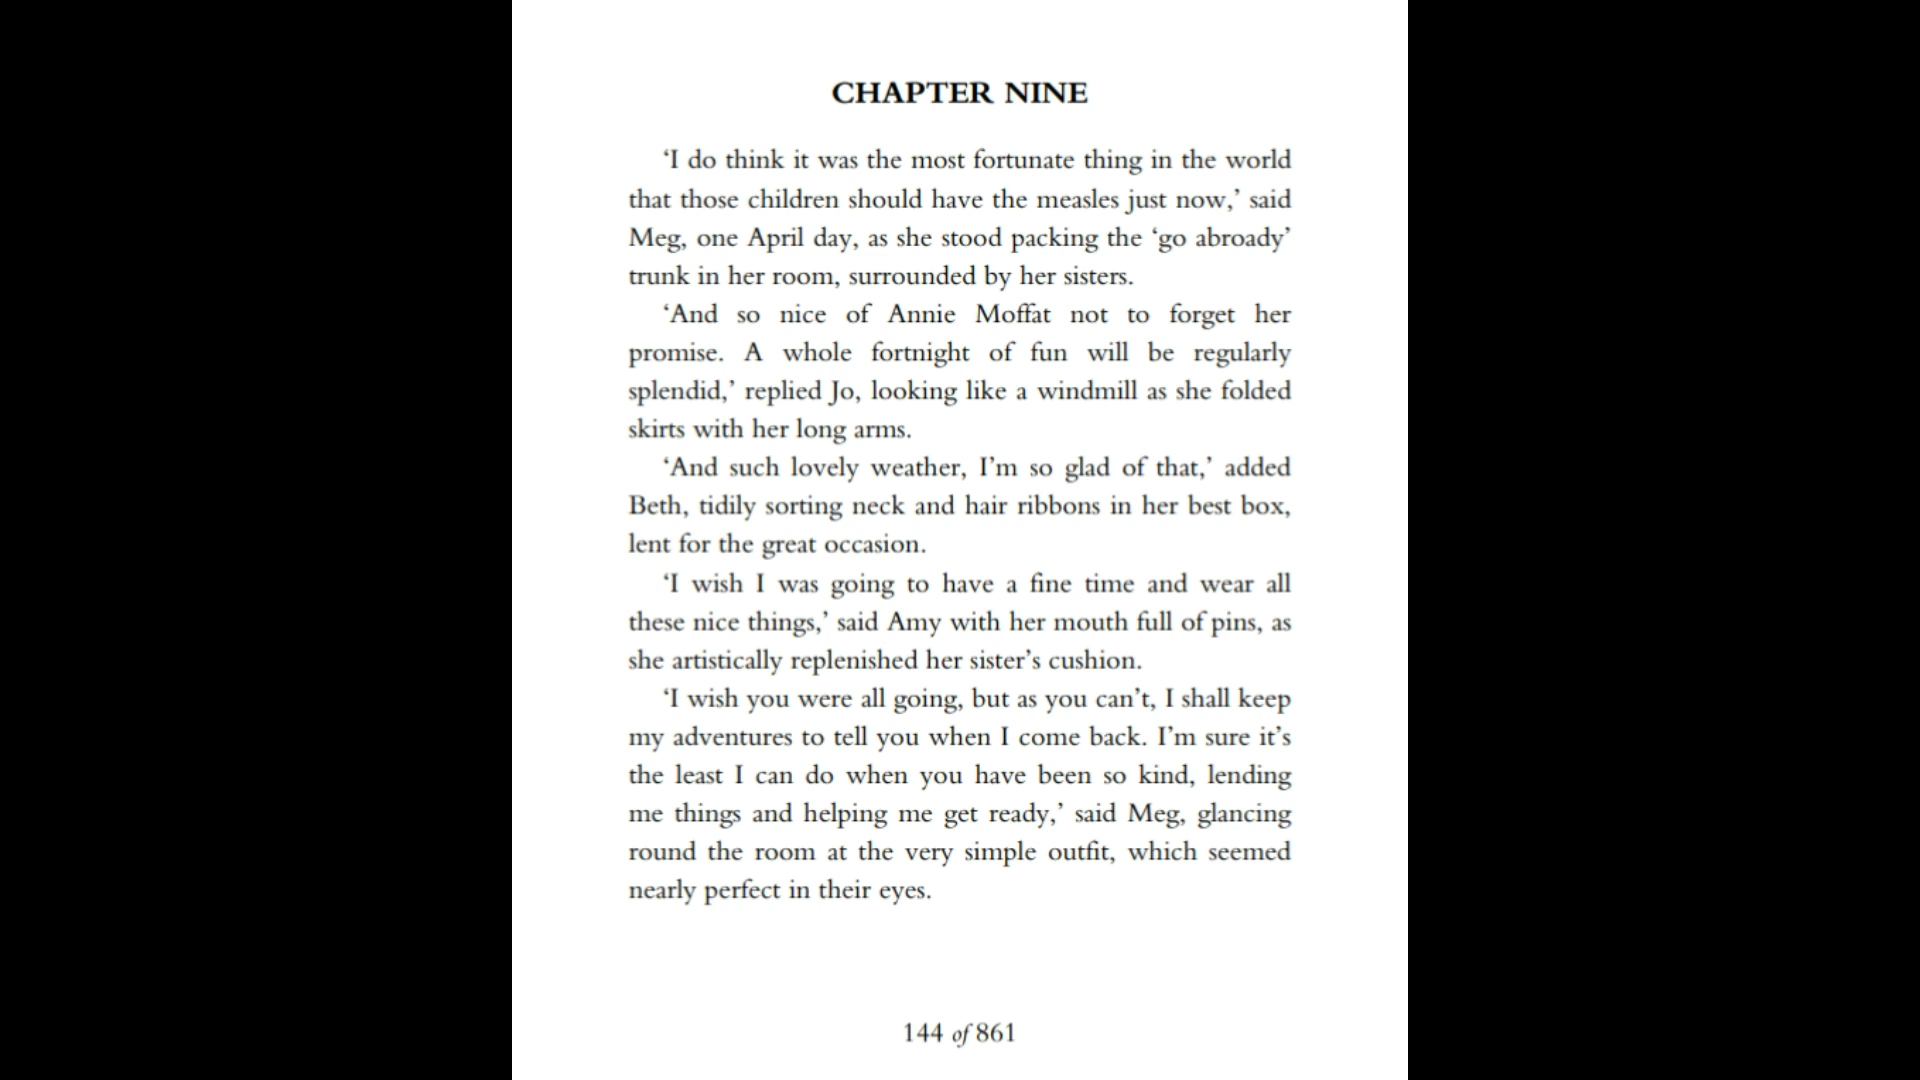 CHAPTER NINE
‘I do think it was the most fortunate thing in the world
that those children should have the measles just now,’ said
Meg, one April day, as she stood packing the ‘go abroady’
trunk in her room, surrounded by her sisters.
‘And so nice of Annie Moffat not to forget her
promise. A whole fortnight of fun will be regularly
splendid,’ replied Jo, looking like a windmill as she folded
skirts with her long arms.
‘And such lovely weather, I’m so glad of that,’ added
Beth, tidily sorting neck and hair ribbons in her best box,
lent for the great occasion.
‘I wish I was going to have a fine time and wear all
these nice things,’ said Amy with her mouth full of pins, as
she artistically replenished her sister’s cushion.
‘I wish you were all going, but as you can’t, I shall keep
my adventures to tell you when I come back. I’m sure it’s
the least I can do when you have been so kind, lending
me things and helping me get ready,’ said Meg, glancing
round the room at the very simple outfit, which seemed
nearly perfect in their eyes.
144 of 861